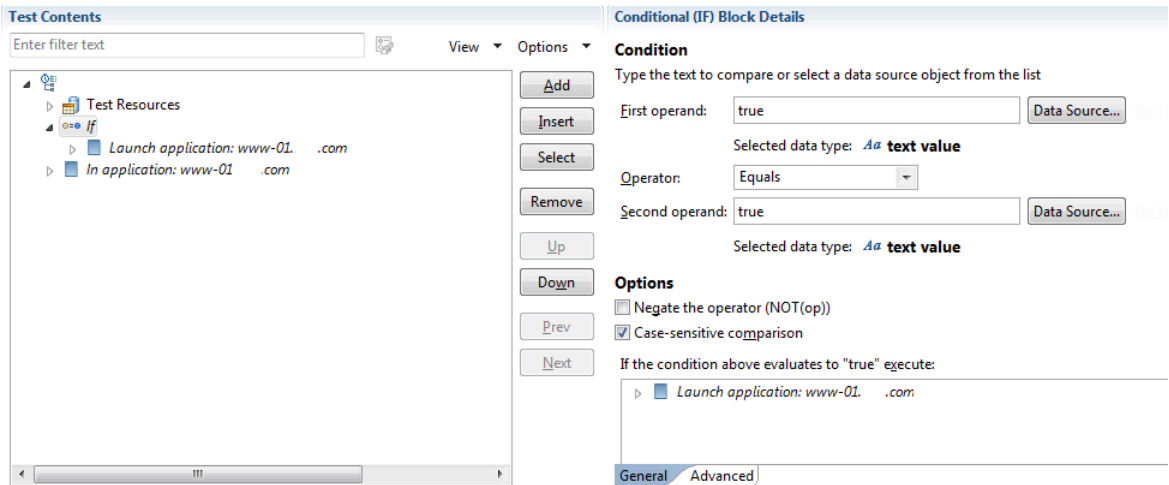 Test Contents
Enter filter text
View
Options
Test Resources
If
Launch application: www-01. .com
In application: www-01 .com
Add
Insert
Select
Remove
Up
Down
Prev
Next
Conditional (IF) Block Details
Condition
Type the text to compare or select a data source object from the list
First operand: true Data Source...
Selected data type: Aa text value
Operator: Equals
Second operand: true Data Source...
Selected data type: Aa text value
Options
Negate the operator (NOT(op))
Case-sensitive comparison
If the condition above evaluates to "true" execute:
Launch application: www-01. .com
General Advanced